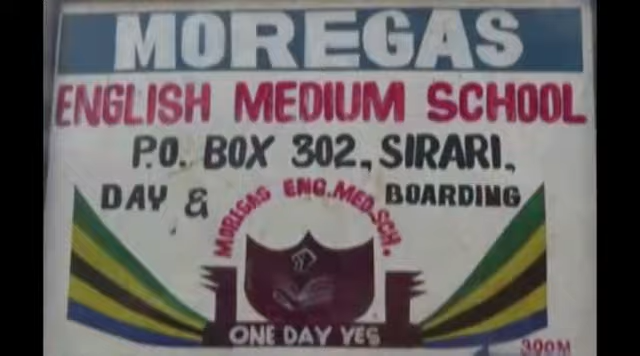 MOREGAS
ENGLISH MEDIUM SCHOOL
P.O. BOX 302, SIRARI,
DAY & BOARDING
MOREGAS ENG.MED.SCH.
ONE DAY YES
300M